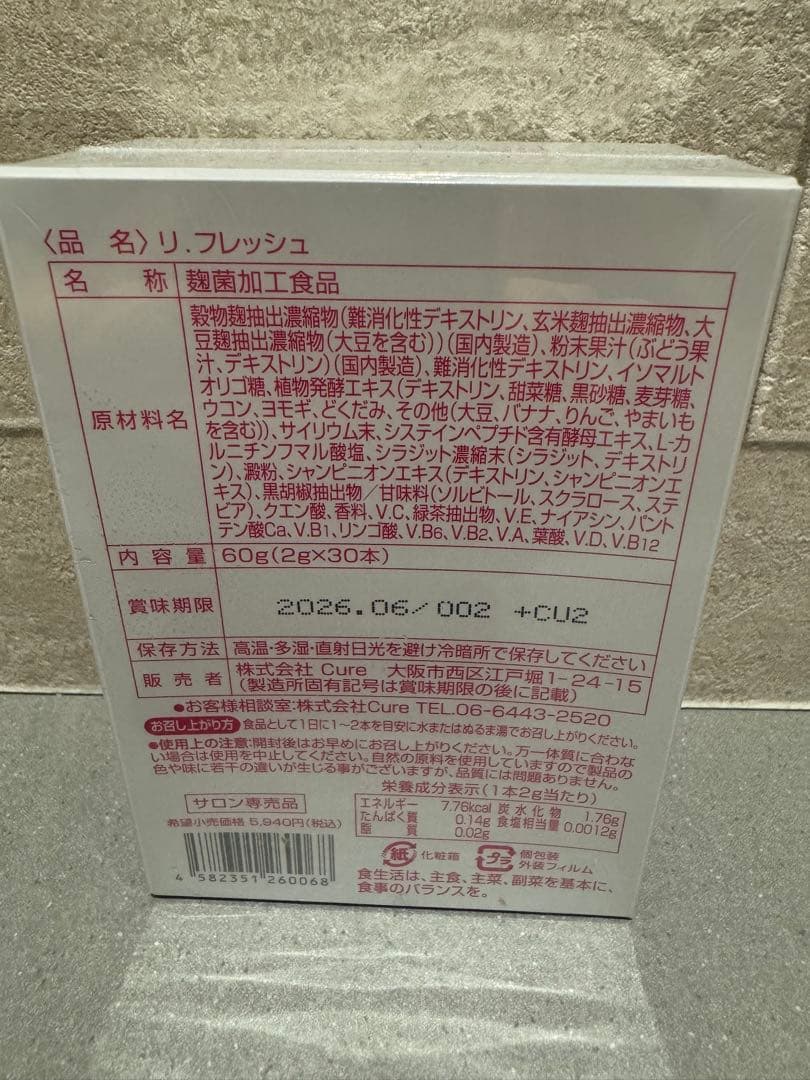 〈品 名〉リ.フレッシュ
名 称 麹菌加工食品
原材料名
穀物麹抽出濃縮物(難消化性デキストリン、玄米麹抽出濃縮物、大
豆麹抽出濃縮物(大豆を含む))(国内製造)、粉末果汁(ぶどう果
汁、デキストリン)(国内製造)、難消化性デキストリン、イソマルト
オリゴ糖、植物発酵エキス(デキストリン、甜菜糖、黒砂糖、麦芽糖、
ウコン、ヨモギ、どくだみ、その他(大豆、バナナ、りんご、やまいも
を含む))、サイリウム末、システインペプチド含有酵母エキス、L-カ
ルニチンフマル酸塩、シラジット濃縮末(シラジット、デキストリ
ン)、澱粉、シャンピニオンエキス(デキストリン、シャンピニオンエ
キス)、黒胡椒抽出物/甘味料(ソルビトール、スクラロース、ステ
ビア)、クエン酸、香料、V.C、緑茶抽出物、V.E、ナイアシン、パント
テン酸Ca、V.B1、リンゴ酸、V.B6、V.B2、V.A、葉酸、V.D、V.B12
内 容 量 60g(2g×30本)
賞味期限 2026.06/002 +CU2
保存方法 高温・多湿・直射日光を避け冷暗所で保存してください
販 売 者 株式会社 Cure 大阪市西区江戸堀1-24-15
(製造所固有記号は賞味期限の後に記載)
●お客様相談室:株式会社Cure TEL.06-6443-2520
お召し上がり方 食品として1日に1~2本を目安に水またはぬるま湯でお召し上がりください。
●使用上の注意:開封後はお早めにお召し上がりください。万一体質に合わな
い場合は使用を中止してください。自然の原料を使用していますので製品の
色や味に若干の違いが生じる事がございますが、品質には問題ありません。
栄養成分表示(1本2g当たり)
エネルギー 7.76kcal 炭水化物 1.76g
たんぱく質 0.14g 食塩相当量 0.0012g
脂質 0.02g
サロン専売品
希望小売価格 5,940円(税込)
4 582351 260068
紙 化粧箱
プラ 個包装
外装フィルム
食生活は、主食、主菜、副菜を基本に、
食事のバランスを。